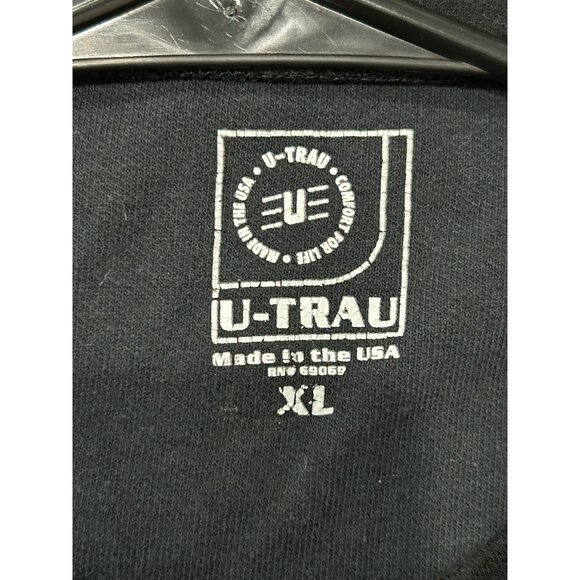 • U-TRAU • COMFORT FOR LIFE • MADE IN THE USA
U
U-TRAU
Made in the USA
RN# 69069
XL